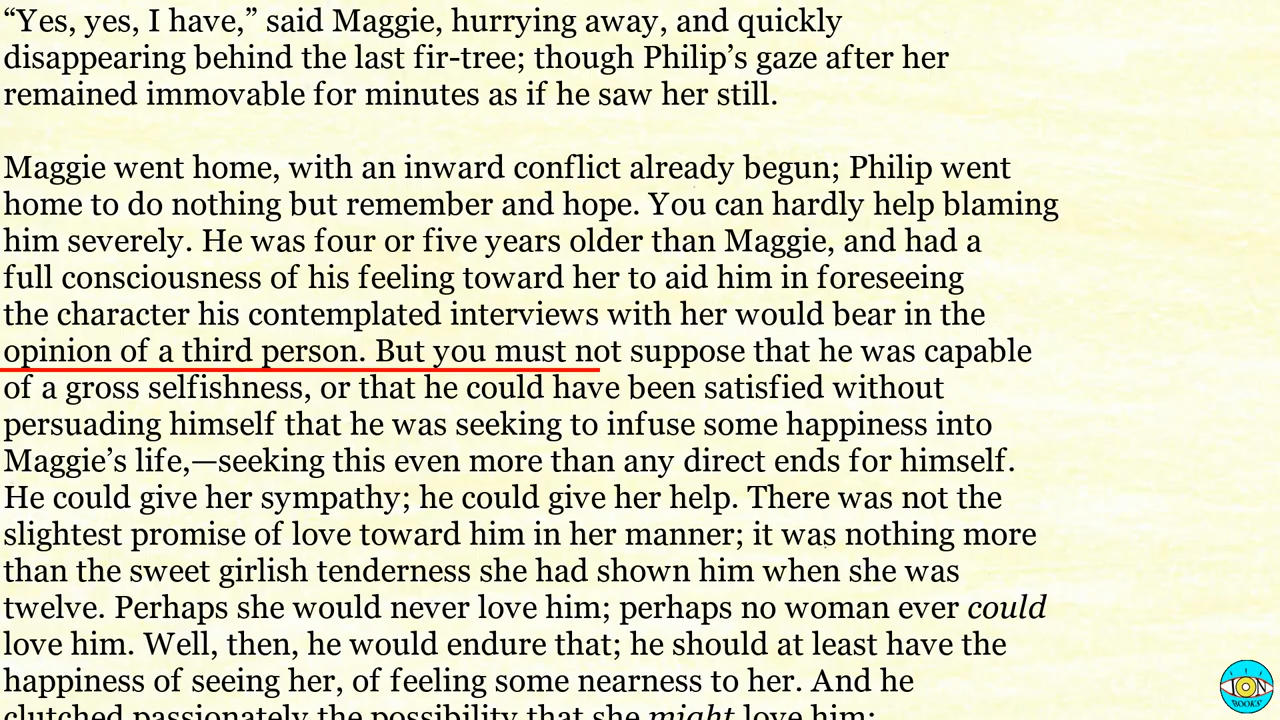 “Yes, yes, I have,” said Maggie, hurrying away, and quickly
disappearing behind the last fir-tree; though Philip’s gaze after her
remained immovable for minutes as if he saw her still.
Maggie went home, with an inward conflict already begun; Philip went
home to do nothing but remember and hope. You can hardly help blaming
him severely. He was four or five years older than Maggie, and had a
full consciousness of his feeling toward her to aid him in foreseeing
the character his contemplated interviews with her would bear in the
opinion of a third person. But you must not suppose that he was capable
of a gross selfishness, or that he could have been satisfied without
persuading himself that he was seeking to infuse some happiness into
Maggie’s life,—seeking this even more than any direct ends for himself.
He could give her sympathy; he could give her help. There was not the
slightest promise of love toward him in her manner; it was nothing more
than the sweet girlish tenderness she had shown him when she was
twelve. Perhaps she would never love him; perhaps no woman ever could
love him. Well, then, he would endure that; he should at least have the
happiness of seeing her, of feeling some nearness to her. And he
clutched passionately the possibility that she might love him;
ION
BOOKS